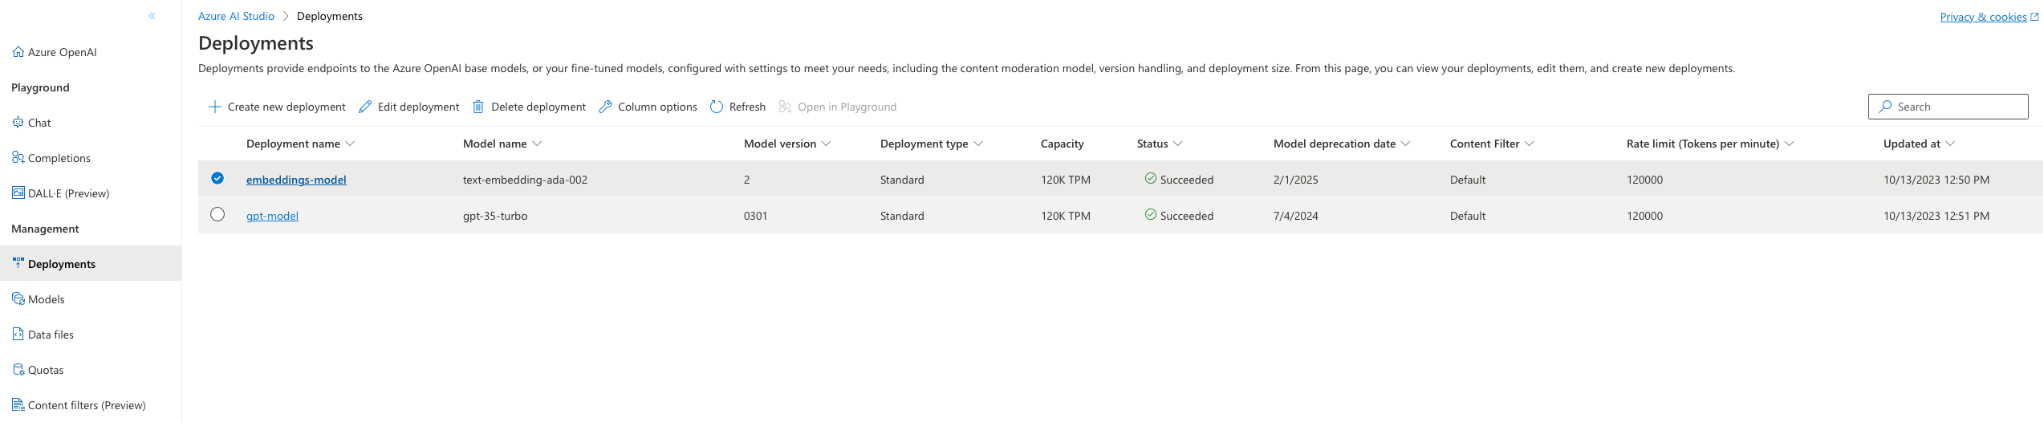 Azure AI Studio > Deployments
Privacy & cookies
Azure OpenAI
Playground
Chat
Completions
DALL·E (Preview)
Management
Deployments
Models
Data files
Quotas
Content filters (Preview)
Deployments
Deployments provide endpoints to the Azure OpenAI base models, or your fine-tuned models, configured with settings to meet your needs, including the content moderation model, version handling, and deployment size. From this page, you can view your deployments, edit them, and create new deployments.
Create new deployment Edit deployment Delete deployment Column options Refresh Open in Playground Search
Deployment name Model name Model version Deployment type Capacity Status Model deprecation date Content Filter Rate limit (Tokens per minute) Updated at
embeddings-model text-embedding-ada-002 2 Standard 120K TPM Succeeded 2/1/2025 Default 120000 10/13/2023 12:50 PM
gpt-model gpt-35-turbo 0301 Standard 120K TPM Succeeded 7/4/2024 Default 120000 10/13/2023 12:51 PM